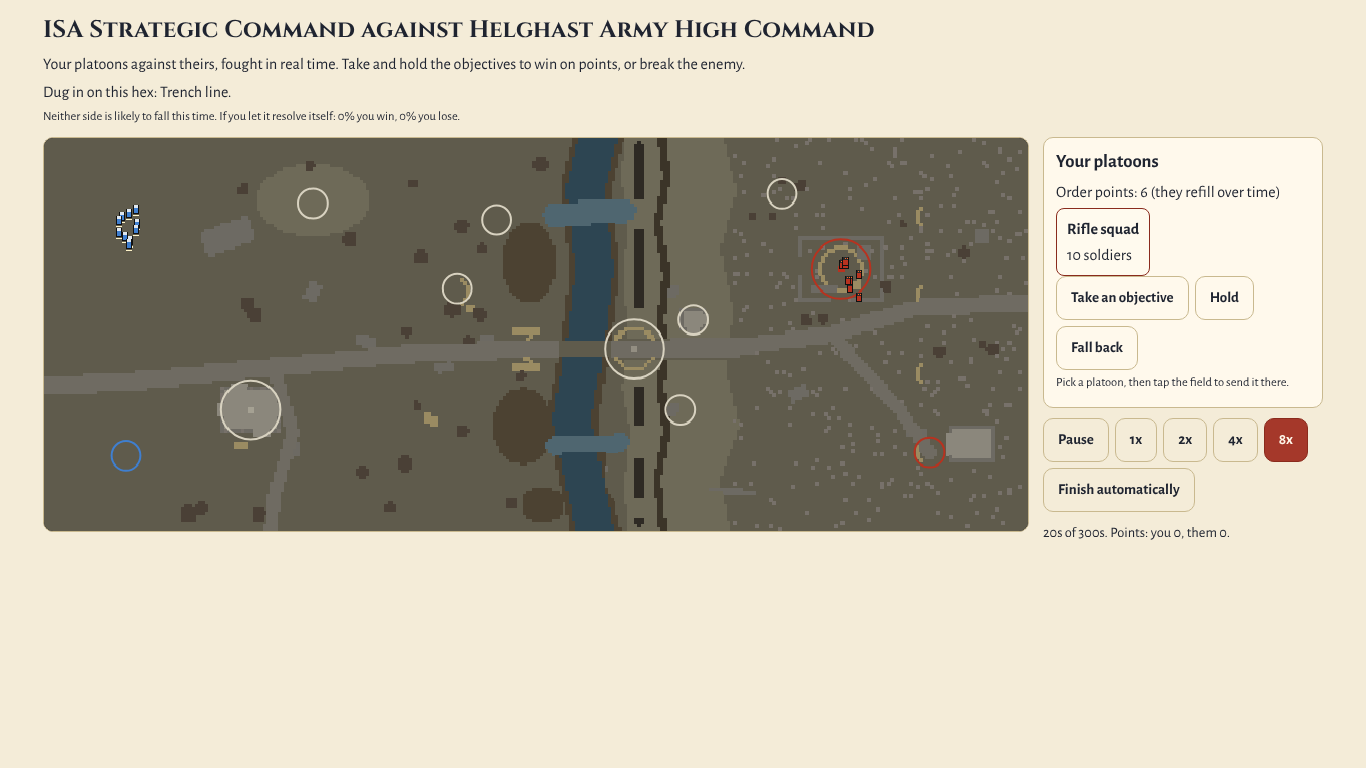 ISA Strategic Command against Helghast Army High Command
Your platoons against theirs, fought in real time. Take and hold the objectives to win on points, or break the enemy.
Dug in on this hex: Trench line.
Neither side is likely to fall this time. If you let it resolve itself: 0% you win, 0% you lose.
Your platoons
Order points: 6 (they refill over time)
Rifle squad
10 soldiers
Take an objective
Hold
Fall back
Pick a platoon, then tap the field to send it there.
Pause
1x
2x
4x
8x
Finish automatically
20s of 300s. Points: you 0, them 0.